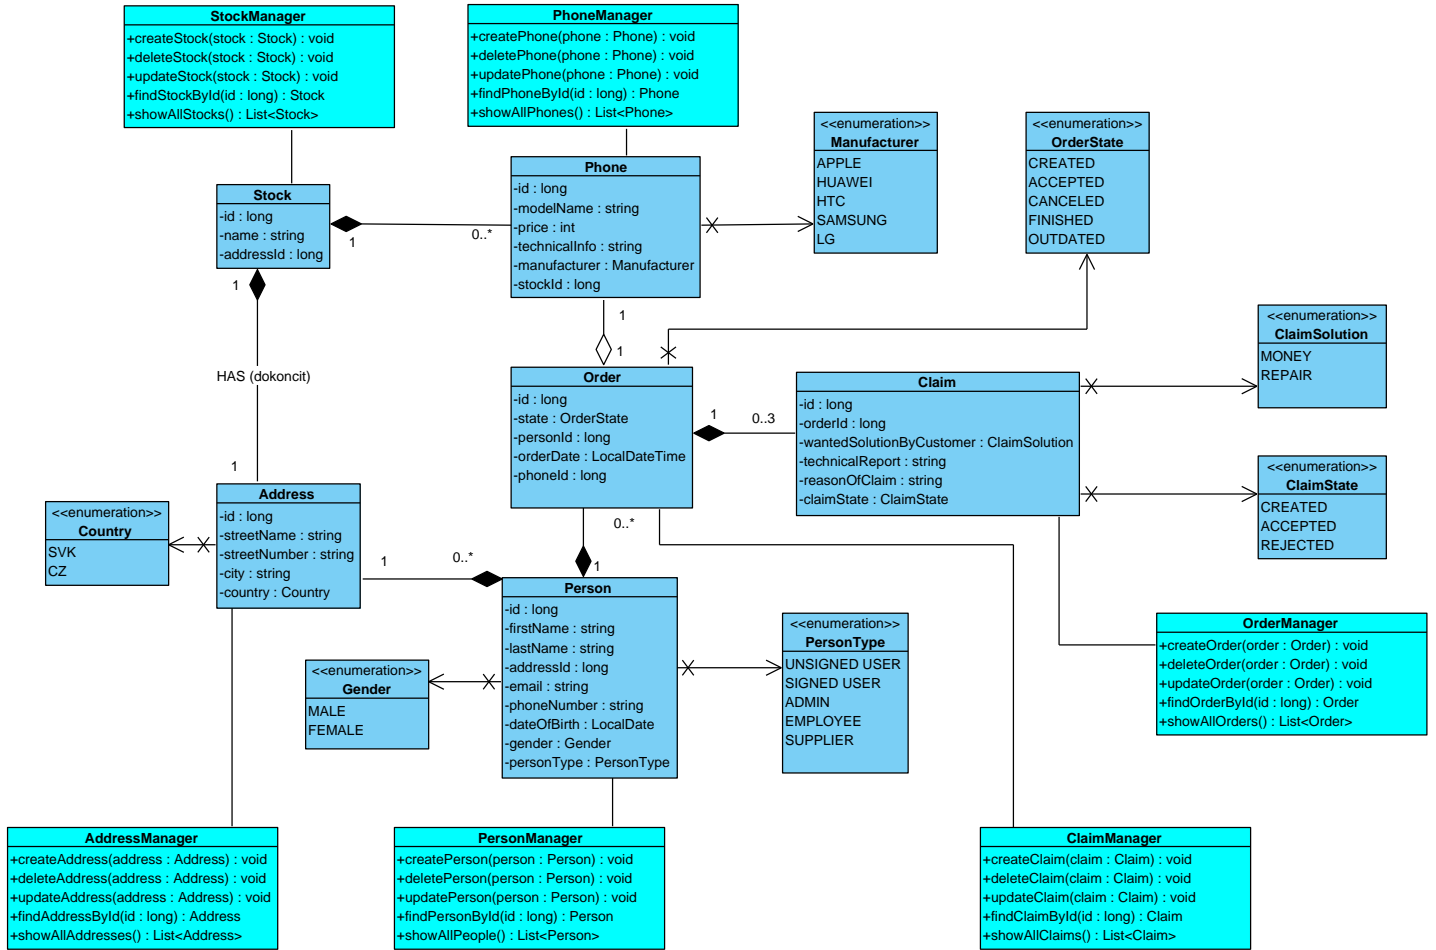 StockManager
+createStock(stock : Stock) : void
+deleteStock(stock : Stock) : void
+updateStock(stock : Stock) : void
+findStockById(id : long) : Stock
+showAllStocks() : List<Stock>
PhoneManager
+createPhone(phone : Phone) : void
+deletePhone(phone : Phone) : void
+updatePhone(phone : Phone) : void
+findPhoneById(id : long) : Phone
+showAllPhones() : List<Phone>
<<enumeration>>
Manufacturer
APPLE
HUAWEI
HTC
SAMSUNG
LG
<<enumeration>>
OrderState
CREATED
ACCEPTED
CANCELED
FINISHED
OUTDATED
Stock
-id : long
-name : string
-addressId : long
1
0..*
Phone
-id : long
-modelName : string
-price : int
-technicalInfo : string
-manufacturer : Manufacturer
-stockId : long
1
1
1
HAS (dokoncit)
1
Order
-id : long
-state : OrderState
-personId : long
-orderDate : LocalDateTime
-phoneId : long
1
0..3
Claim
-id : long
-orderId : long
-wantedSolutionByCustomer : ClaimSolution
-technicalReport : string
-reasonOfClaim : string
-claimState : ClaimState
<<enumeration>>
ClaimSolution
MONEY
REPAIR
<<enumeration>>
ClaimState
CREATED
ACCEPTED
REJECTED
<<enumeration>>
Country
SVK
CZ
Address
-id : long
-streetName : string
-streetNumber : string
-city : string
-country : Country
1
0..*
0..*
1
Person
-id : long
-firstName : string
-lastName : string
-addressId : long
-email : string
-phoneNumber : string
-dateOfBirth : LocalDate
-gender : Gender
-personType : PersonType
<<enumeration>>
Gender
MALE
FEMALE
<<enumeration>>
PersonType
UNSIGNED USER
SIGNED USER
ADMIN
EMPLOYEE
SUPPLIER
OrderManager
+createOrder(order : Order) : void
+deleteOrder(order : Order) : void
+updateOrder(order : Order) : void
+findOrderById(id : long) : Order
+showAllOrders() : List<Order>
AddressManager
+createAddress(address : Address) : void
+deleteAddress(address : Address) : void
+updateAddress(address : Address) : void
+findAddressById(id : long) : Address
+showAllAddresses() : List<Address>
PersonManager
+createPerson(person : Person) : void
+deletePerson(person : Person) : void
+updatePerson(person : Person) : void
+findPersonById(id : long) : Person
+showAllPeople() : List<Person>
ClaimManager
+createClaim(claim : Claim) : void
+deleteClaim(claim : Claim) : void
+updateClaim(claim : Claim) : void
+findClaimById(id : long) : Claim
+showAllClaims() : List<Claim>